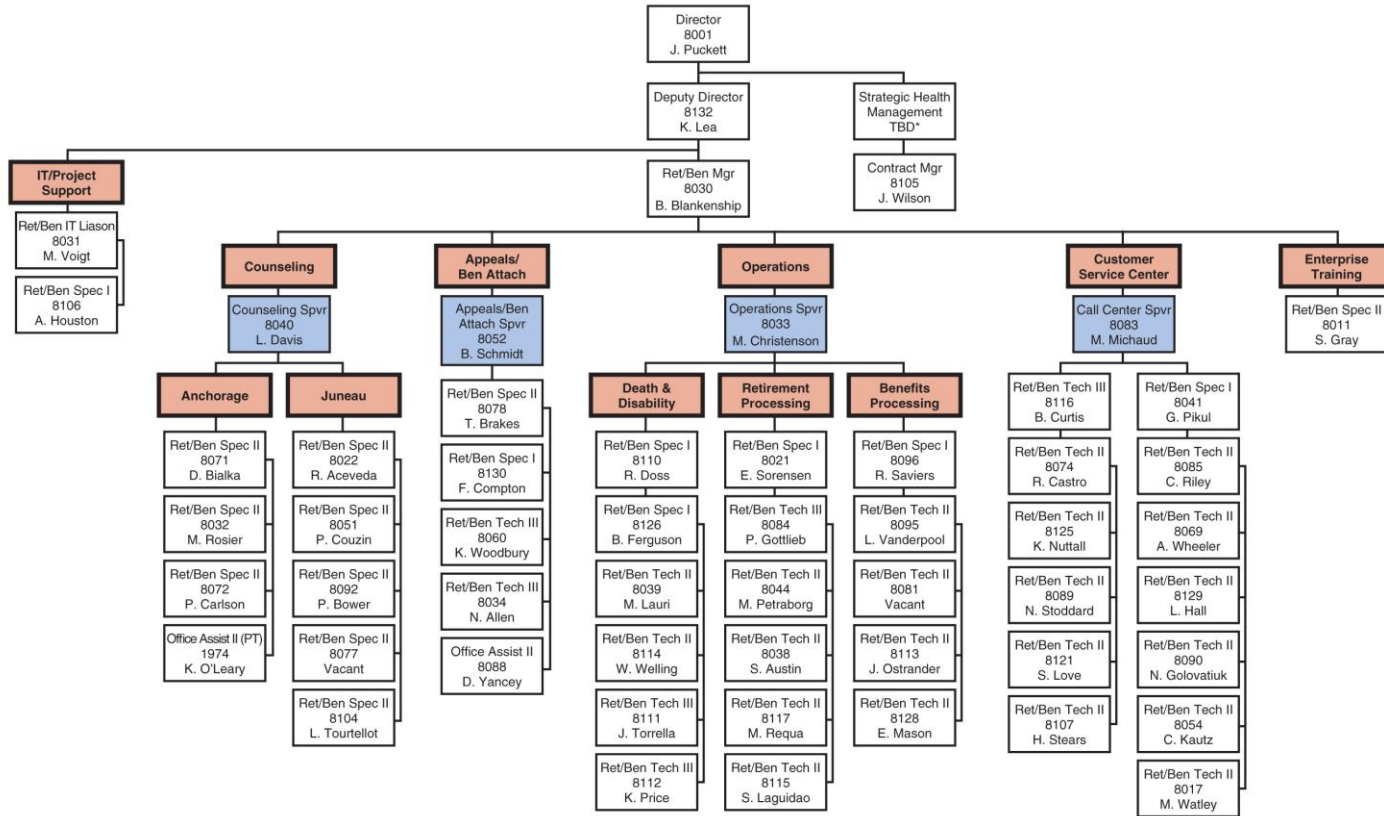 Director
8001
J. Puckett
Deputy Director
8132
K. Lea
Strategic Health
Management
TBD*
IT/Project
Support
Ret/Ben Mgr
8030
B. Blankenship
Contract Mgr
8105
J. Wilson
Ret/Ben IT Liason
8031
M. Voigt
Ret/Ben Spec I
8106
A. Houston
Counseling
Counseling Spvr
8040
L. Davis
Anchorage
Ret/Ben Spec II
8071
D. Bialka
Ret/Ben Spec II
8032
M. Rosier
Ret/Ben Spec II
8072
P. Carlson
Office Assist II (PT)
1974
K. O'Leary
Juneau
Ret/Ben Spec II
8022
R. Aceveda
Ret/Ben Spec II
8051
P. Couzin
Ret/Ben Spec II
8092
P. Bower
Ret/Ben Spec II
8077
Vacant
Ret/Ben Spec II
8104
L. Tourtellot
Appeals/
Ben Attach
Appeals/Ben
Attach Spvr
8052
B. Schmidt
Ret/Ben Spec II
8078
T. Brakes
Ret/Ben Spec I
8130
F. Compton
Ret/Ben Tech III
8060
K. Woodbury
Ret/Ben Tech III
8034
N. Allen
Office Assist II
8088
D. Yancey
Operations
Operations Spvr
8033
M. Christenson
Death &
Disability
Ret/Ben Spec I
8110
R. Doss
Ret/Ben Spec I
8126
B. Ferguson
Ret/Ben Tech II
8039
M. Lauri
Ret/Ben Tech II
8114
W. Welling
Ret/Ben Tech III
8111
J. Torrella
Ret/Ben Tech III
8112
K. Price
Retirement
Processing
Ret/Ben Spec I
8021
E. Sorensen
Ret/Ben Tech III
8084
P. Gottlieb
Ret/Ben Tech II
8044
M. Petraborg
Ret/Ben Tech II
8038
S. Austin
Ret/Ben Tech II
8117
M. Requa
Ret/Ben Tech II
8115
S. Laguidao
Benefits
Processing
Ret/Ben Spec I
8096
R. Saviers
Ret/Ben Tech II
8095
L. Vanderpool
Ret/Ben Tech II
8081
Vacant
Ret/Ben Tech II
8113
J. Ostrander
Ret/Ben Tech II
8128
E. Mason
Customer
Service Center
Call Center Spvr
8083
M. Michaud
Ret/Ben Tech III
8116
B. Curtis
Ret/Ben Tech II
8074
R. Castro
Ret/Ben Tech II
8125
K. Nuttall
Ret/Ben Tech II
8089
N. Stoddard
Ret/Ben Tech II
8121
S. Love
Ret/Ben Tech II
8107
H. Stears
Ret/Ben Spec I
8041
G. Pikul
Ret/Ben Tech II
8085
C. Riley
Ret/Ben Tech II
8069
A. Wheeler
Ret/Ben Tech II
8129
L. Hall
Ret/Ben Tech II
8090
N. Golovatiuk
Ret/Ben Tech II
8054
C. Kautz
Ret/Ben Tech II
8017
M. Watley
Enterprise
Training
Ret/Ben Spec II
8011
S. Gray